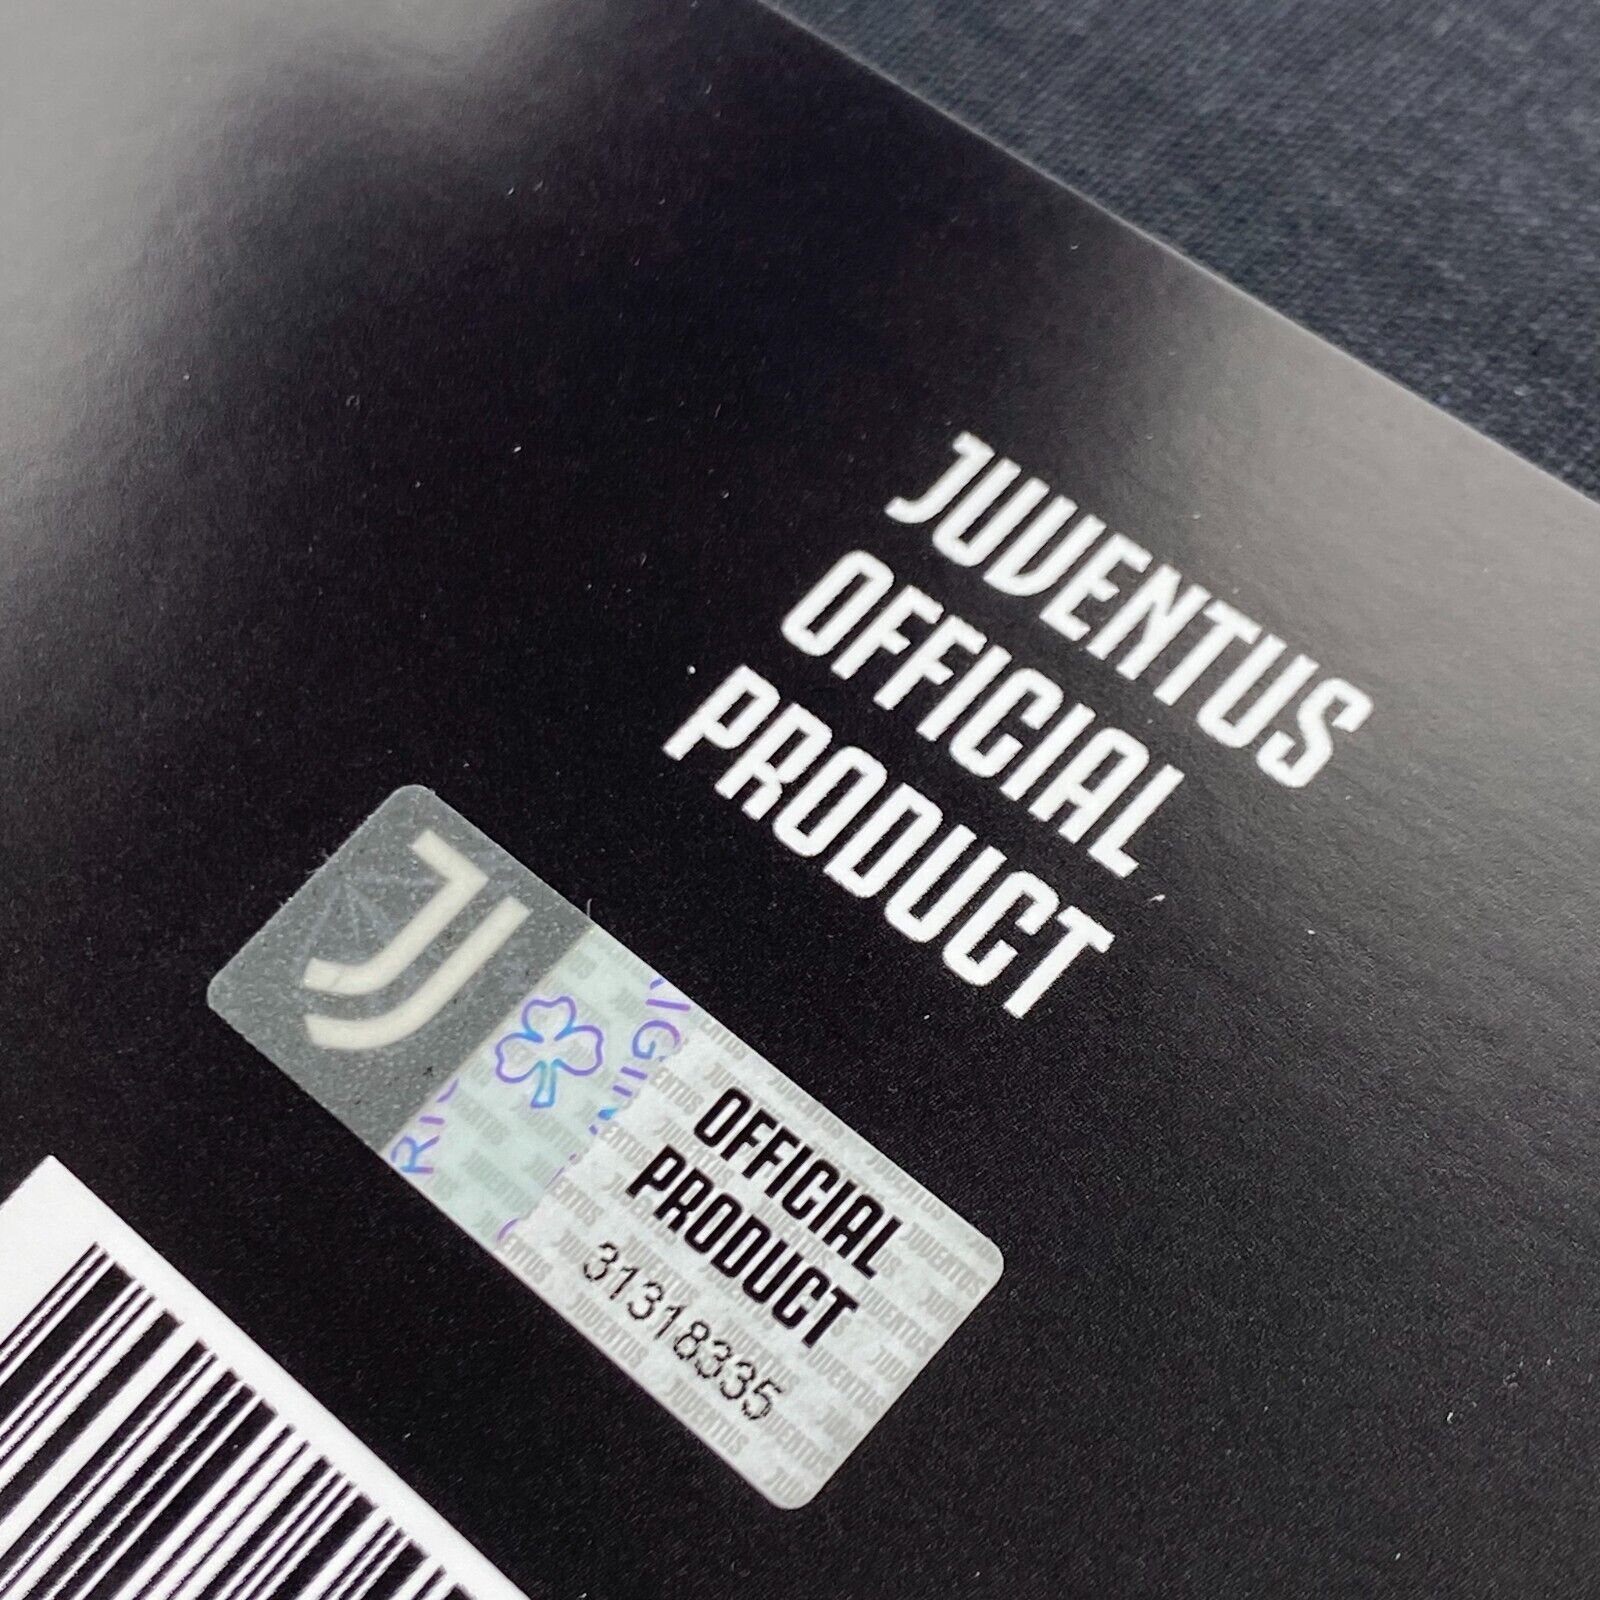 JUVENTUS
OFFICIAL
PRODUCT
OFFICIAL
PRODUCT
31318335